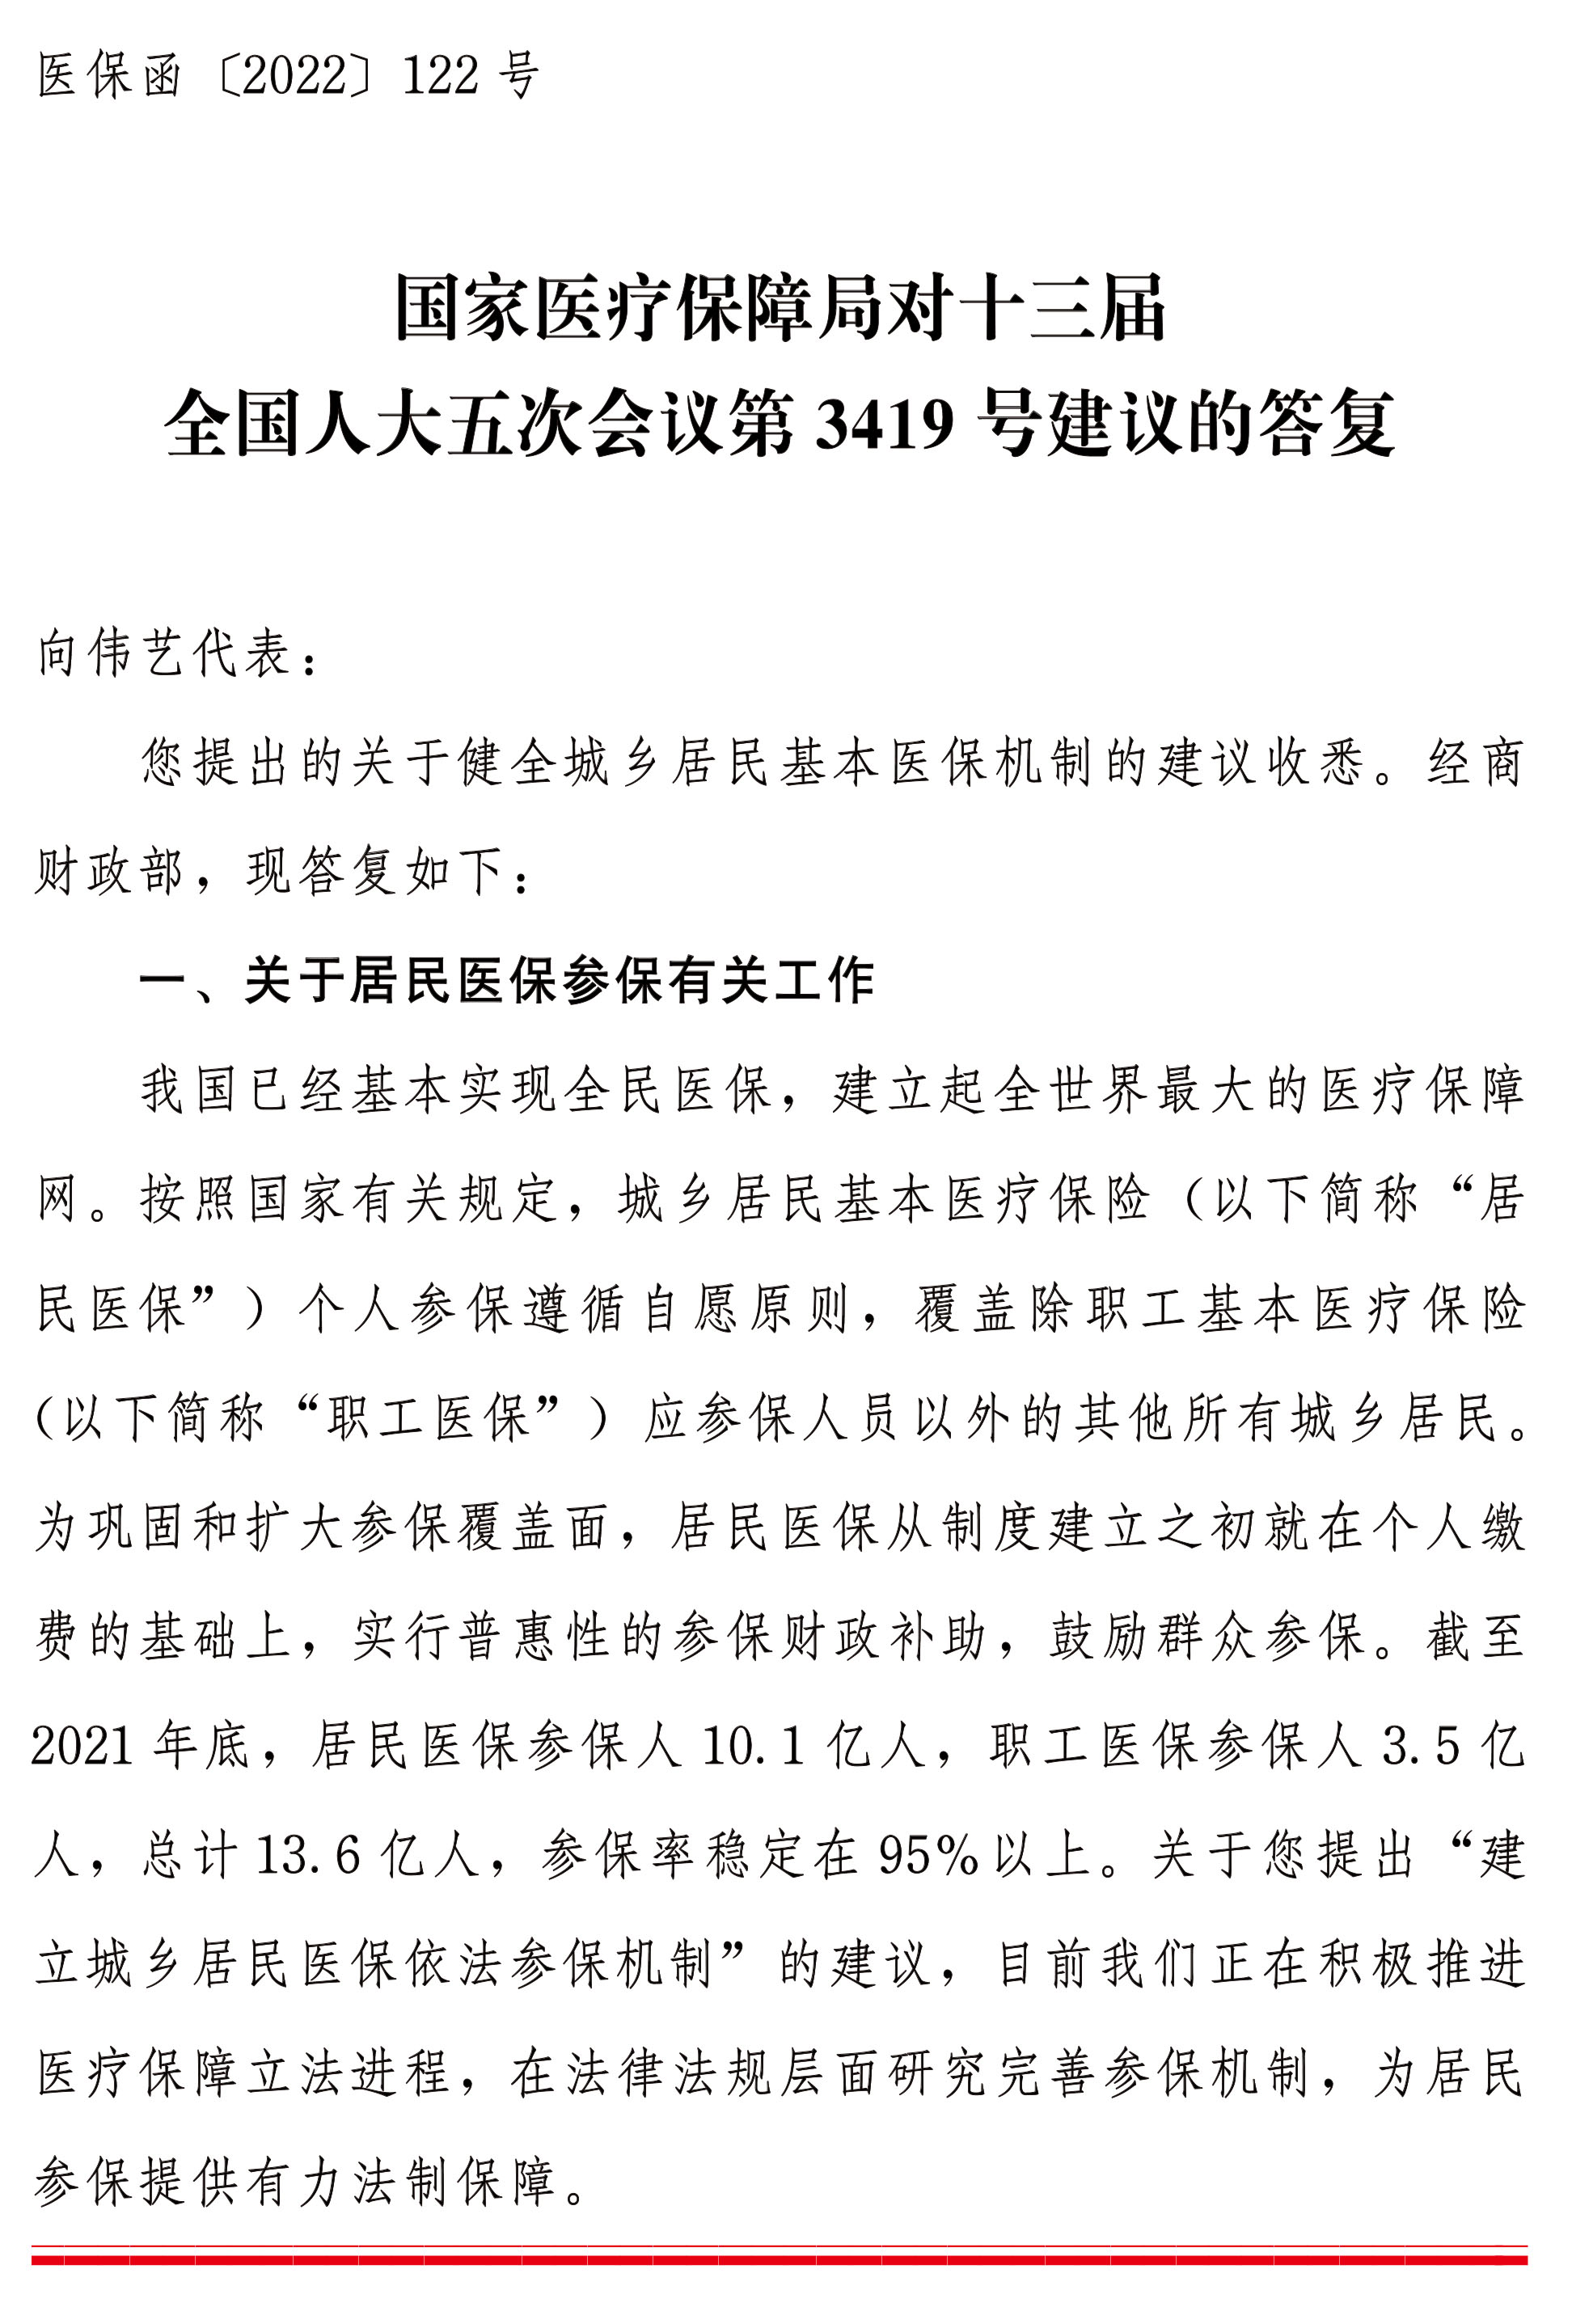 医保函〔2022〕122 号
国家医疗保障局对十三届
全国人大五次会议第 3419 号建议的答复
向伟艺代表：
您提出的关于健全城乡居民基本医保机制的建议收悉。经商
财政部，现答复如下：
一、关于居民医保参保有关工作
我国已经基本实现全民医保，建立起全世界最大的医疗保障
网。按照国家有关规定，城乡居民基本医疗保险（以下简称“居
民医保”）个人参保遵循自愿原则，覆盖除职工基本医疗保险
（以下简称“职工医保”）应参保人员以外的其他所有城乡居民。
为巩固和扩大参保覆盖面，居民医保从制度建立之初就在个人缴
费的基础上，实行普惠性的参保财政补助，鼓励群众参保。截至
2021 年底，居民医保参保人 10.1 亿人，职工医保参保人 3.5 亿
人，总计 13.6 亿人，参保率稳定在 95%以上。关于您提出“建
立城乡居民医保依法参保机制”的建议，目前我们正在积极推进
医疗保障立法进程，在法律法规层面研究完善参保机制，为居民
参保提供有力法制保障。